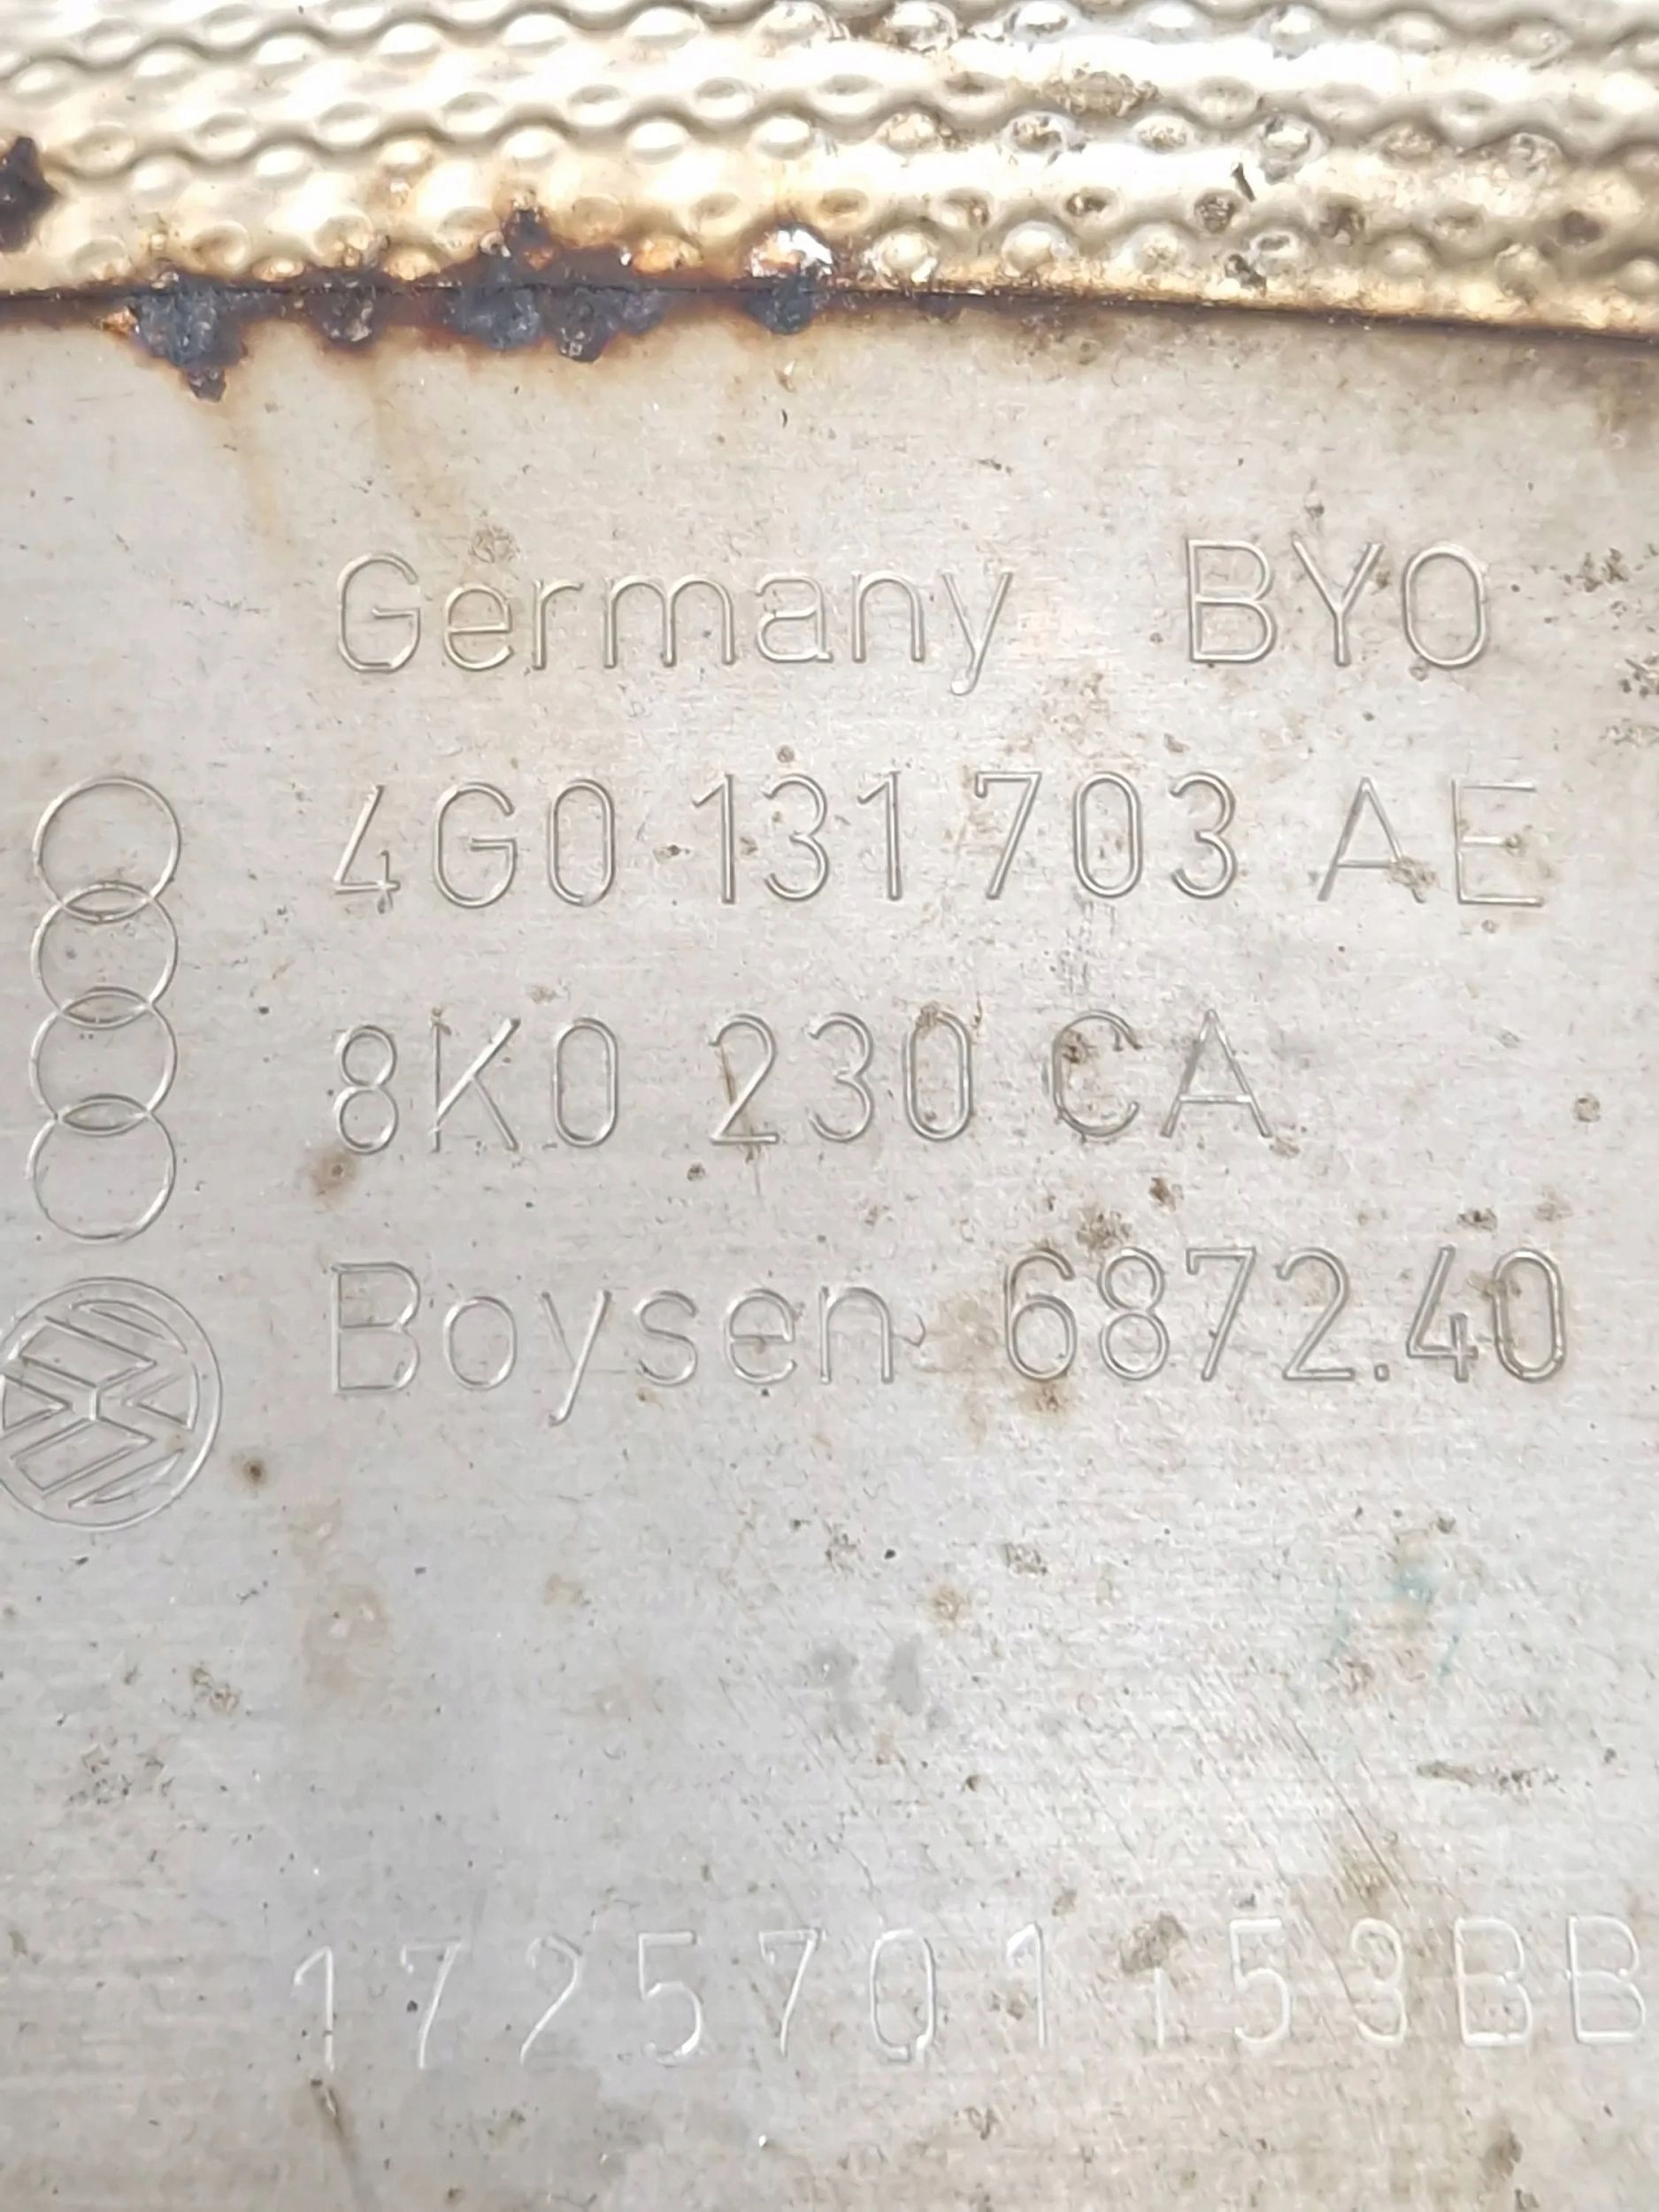 Germany BYO
4G0 131 703 AE
8K0 230 CA
Boysen 6872.40
1725701153BB